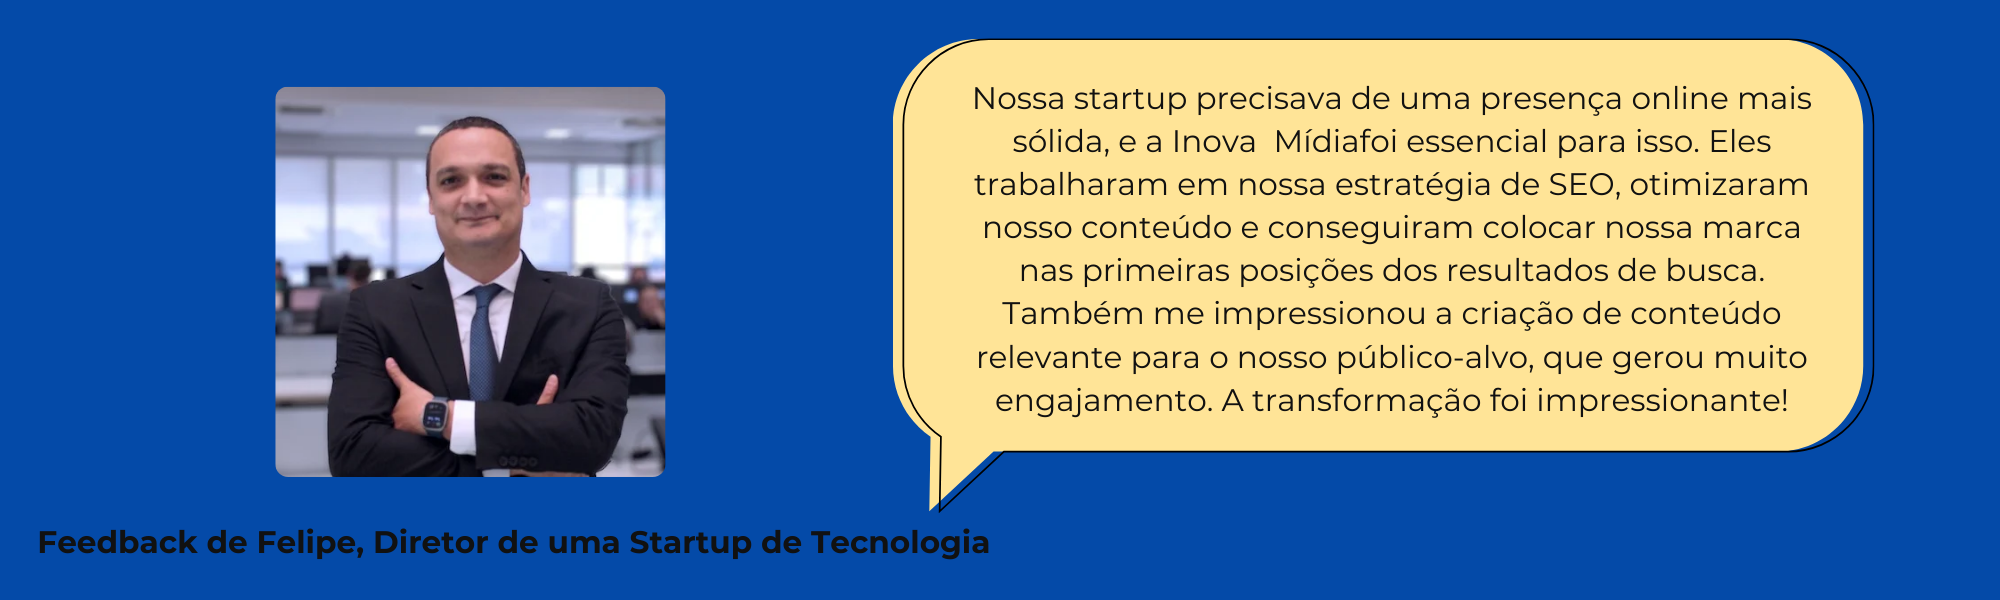 Nossa startup precisava de uma presença online mais
sólida, e a Inova  Mídiafoi essencial para isso. Eles
trabalharam em nossa estratégia de SEO, otimizaram
nosso conteúdo e conseguiram colocar nossa marca
nas primeiras posições dos resultados de busca.
Também me impressionou a criação de conteúdo
relevante para o nosso público-alvo, que gerou muito
engajamento. A transformação foi impressionante!
Feedback de Felipe, Diretor de uma Startup de Tecnologia